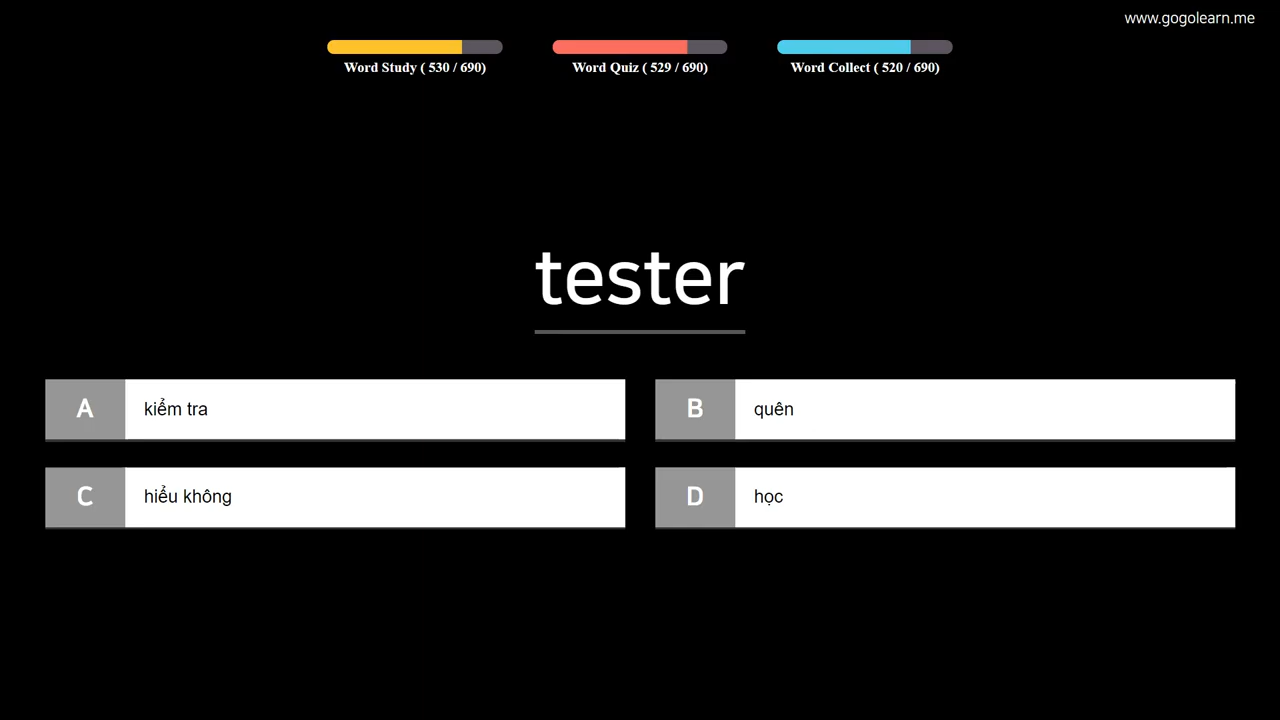 www.gogolearn.me
Word Study ( 530 / 690)
Word Quiz ( 529 / 690)
Word Collect ( 520 / 690)
tester
A kiểm tra
B quên
C hiểu không
D học